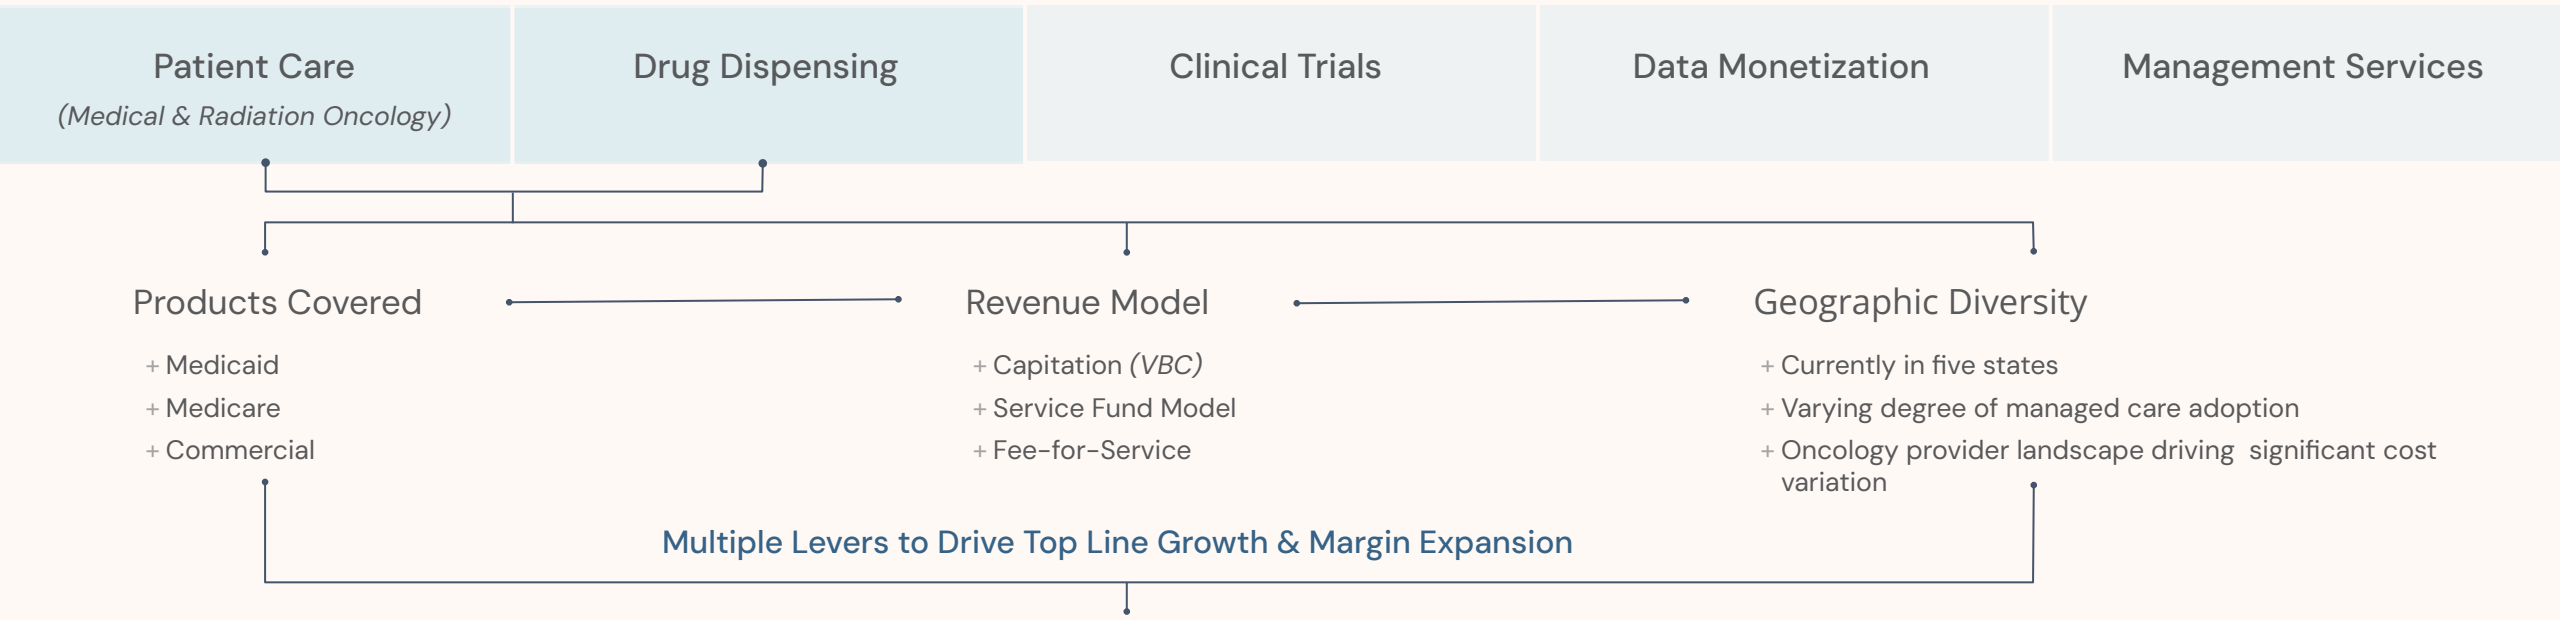 Patient Care
(Medical & Radiation Oncology)
Drug Dispensing
Clinical Trials
Data Monetization
Management Services
Products Covered
+ Medicaid
+ Medicare
+ Commercial
Revenue Model
+ Capitation (VBC)
+ Service Fund Model
+ Fee-for-Service
Geographic Diversity
+ Currently in five states
+ Varying degree of managed care adoption
+ Oncology provider landscape driving  significant cost
variation
Multiple Levers to Drive Top Line Growth & Margin Expansion